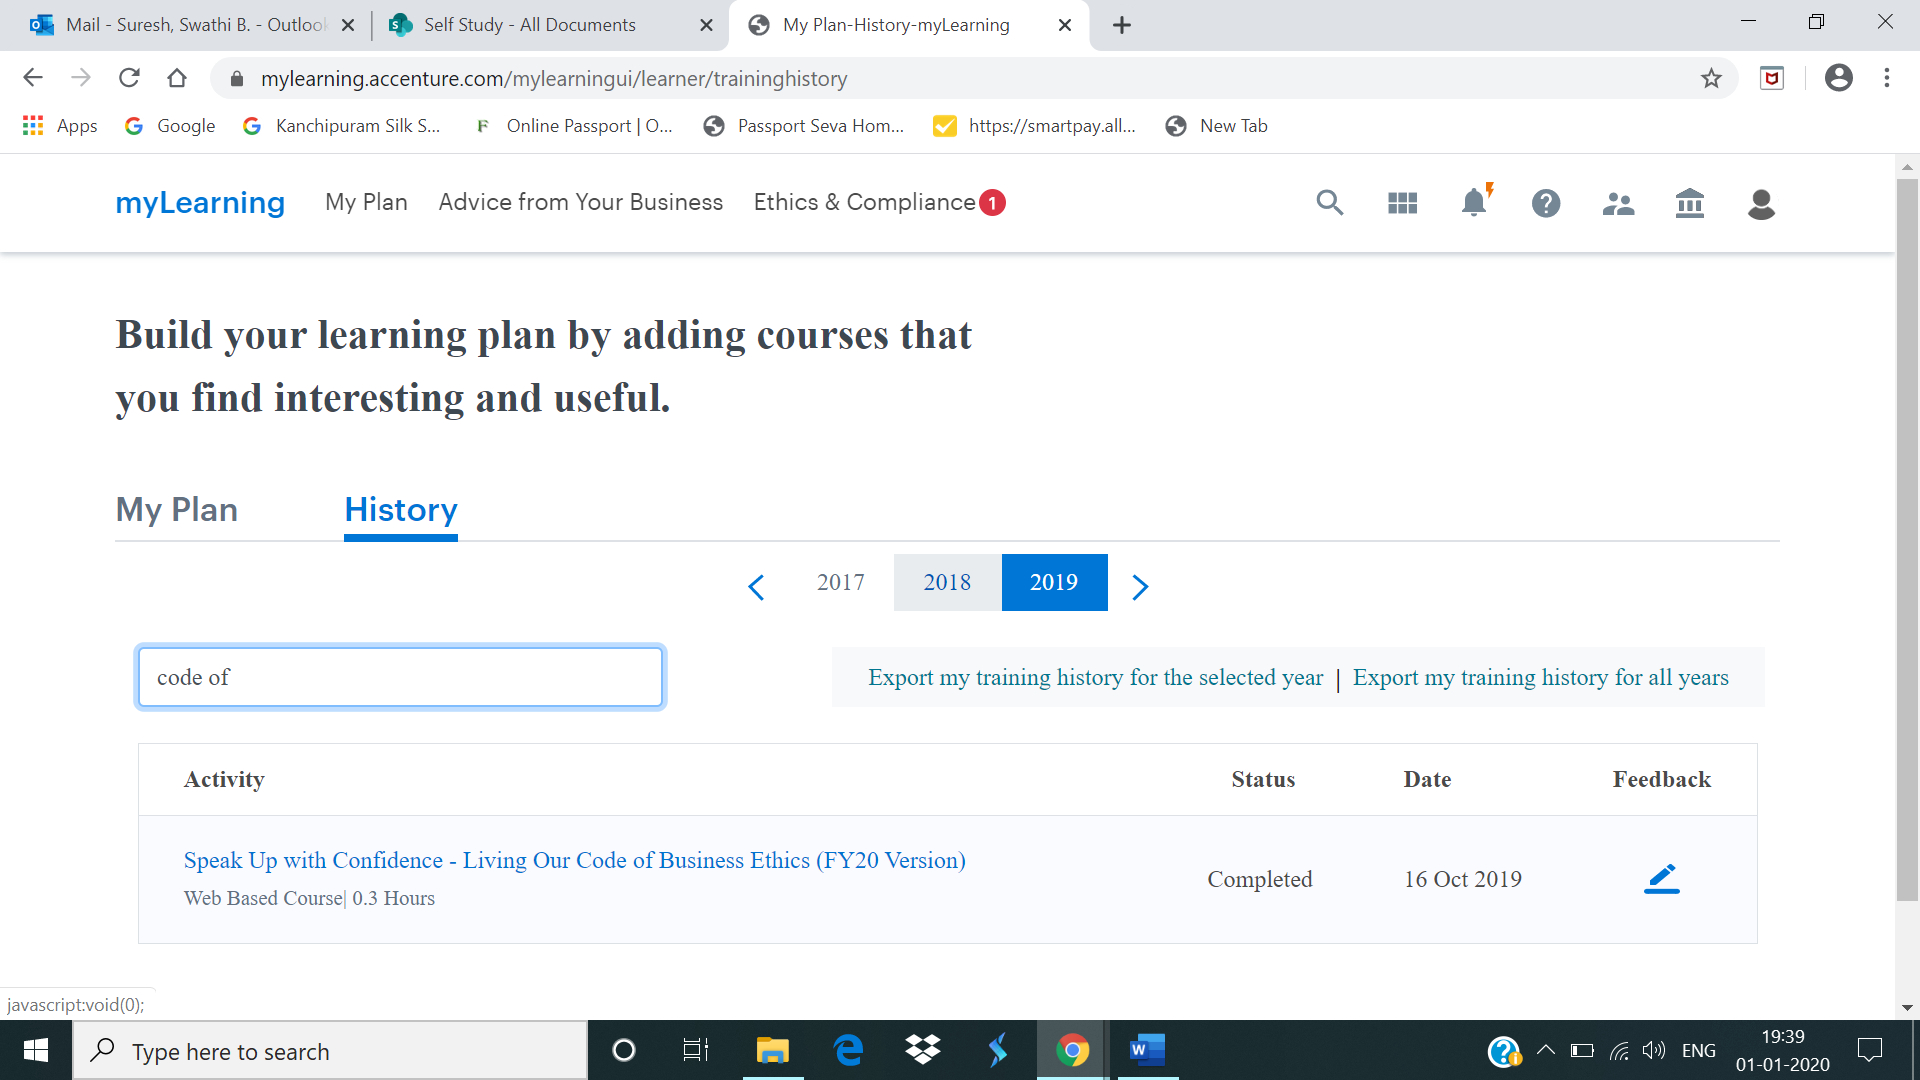 Mail - Suresh, Swathi B. - Outlook
Self Study - All Documents
My Plan-History-myLearning
mylearning.accenture.com/mylearningui/learner/traininghistory
Apps
Google
Kanchipuram Silk S...
Online Passport | O...
Passport Seva Hom...
https://smartpay.all...
New Tab
myLearning
My Plan
Advice from Your Business
Ethics & Compliance 1
Build your learning plan by adding courses that
you find interesting and useful.
My Plan
History
2017
2018
2019
code of
Export my training history for the selected year | Export my training history for all years
Activity
Status
Date
Feedback
Speak Up with Confidence - Living Our Code of Business Ethics (FY20 Version)
Web Based Course| 0.3 Hours
Completed
16 Oct 2019
javascript:void(0);
Type here to search
ENG
19:39
01-01-2020